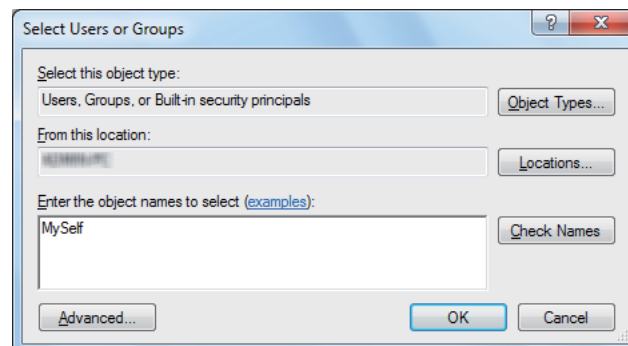 Select Users or Groups
Select this object type:
Users, Groups, or Built-in security principals
Object Types...
From this location:
Locations...
Enter the object names to select (examples):
MySelf
Check Names
Advanced...
OK
Cancel